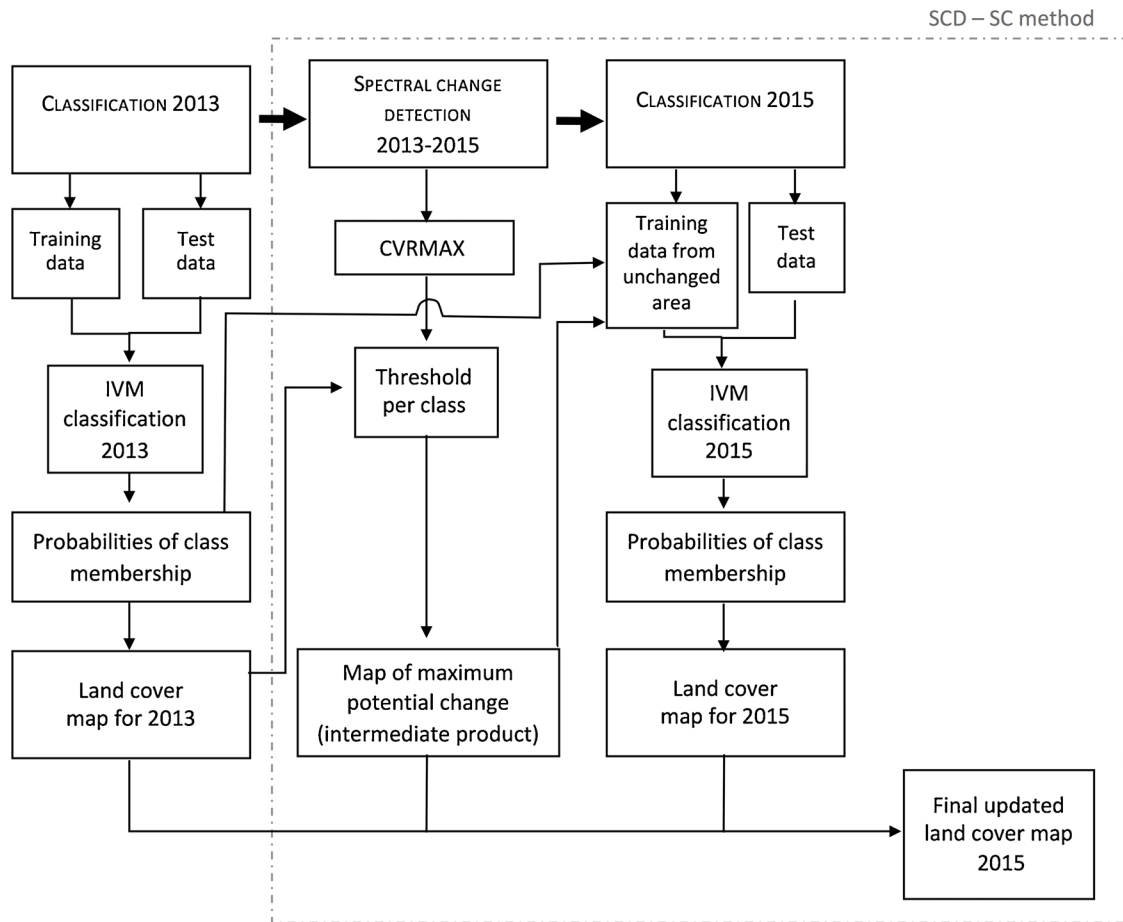 SCD – SC method
CLASSIFICATION 2013
SPECTRAL CHANGE
DETECTION
2013-2015
CLASSIFICATION 2015
Training
data
Test
data
CVRMAX
Training
data from
unchanged
area
Test
data
IVM
classification
2013
Threshold
per class
IVM
classification
2015
Probabilities of class
membership
Probabilities of class
membership
Land cover
map for 2013
Map of maximum
potential change
(intermediate product)
Land cover
map for 2015
Final updated
land cover map
2015